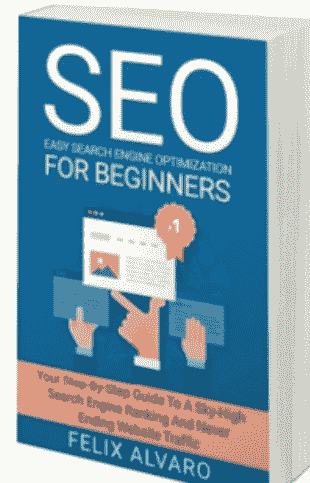 SEO
EASY SEARCH ENGINE OPTIMIZATION
FOR BEGINNERS
#1
Your Step-By-Step Guide To A Sky-High
Search Engine Ranking And Never
Ending Website Traffic
FELIX ALVARO